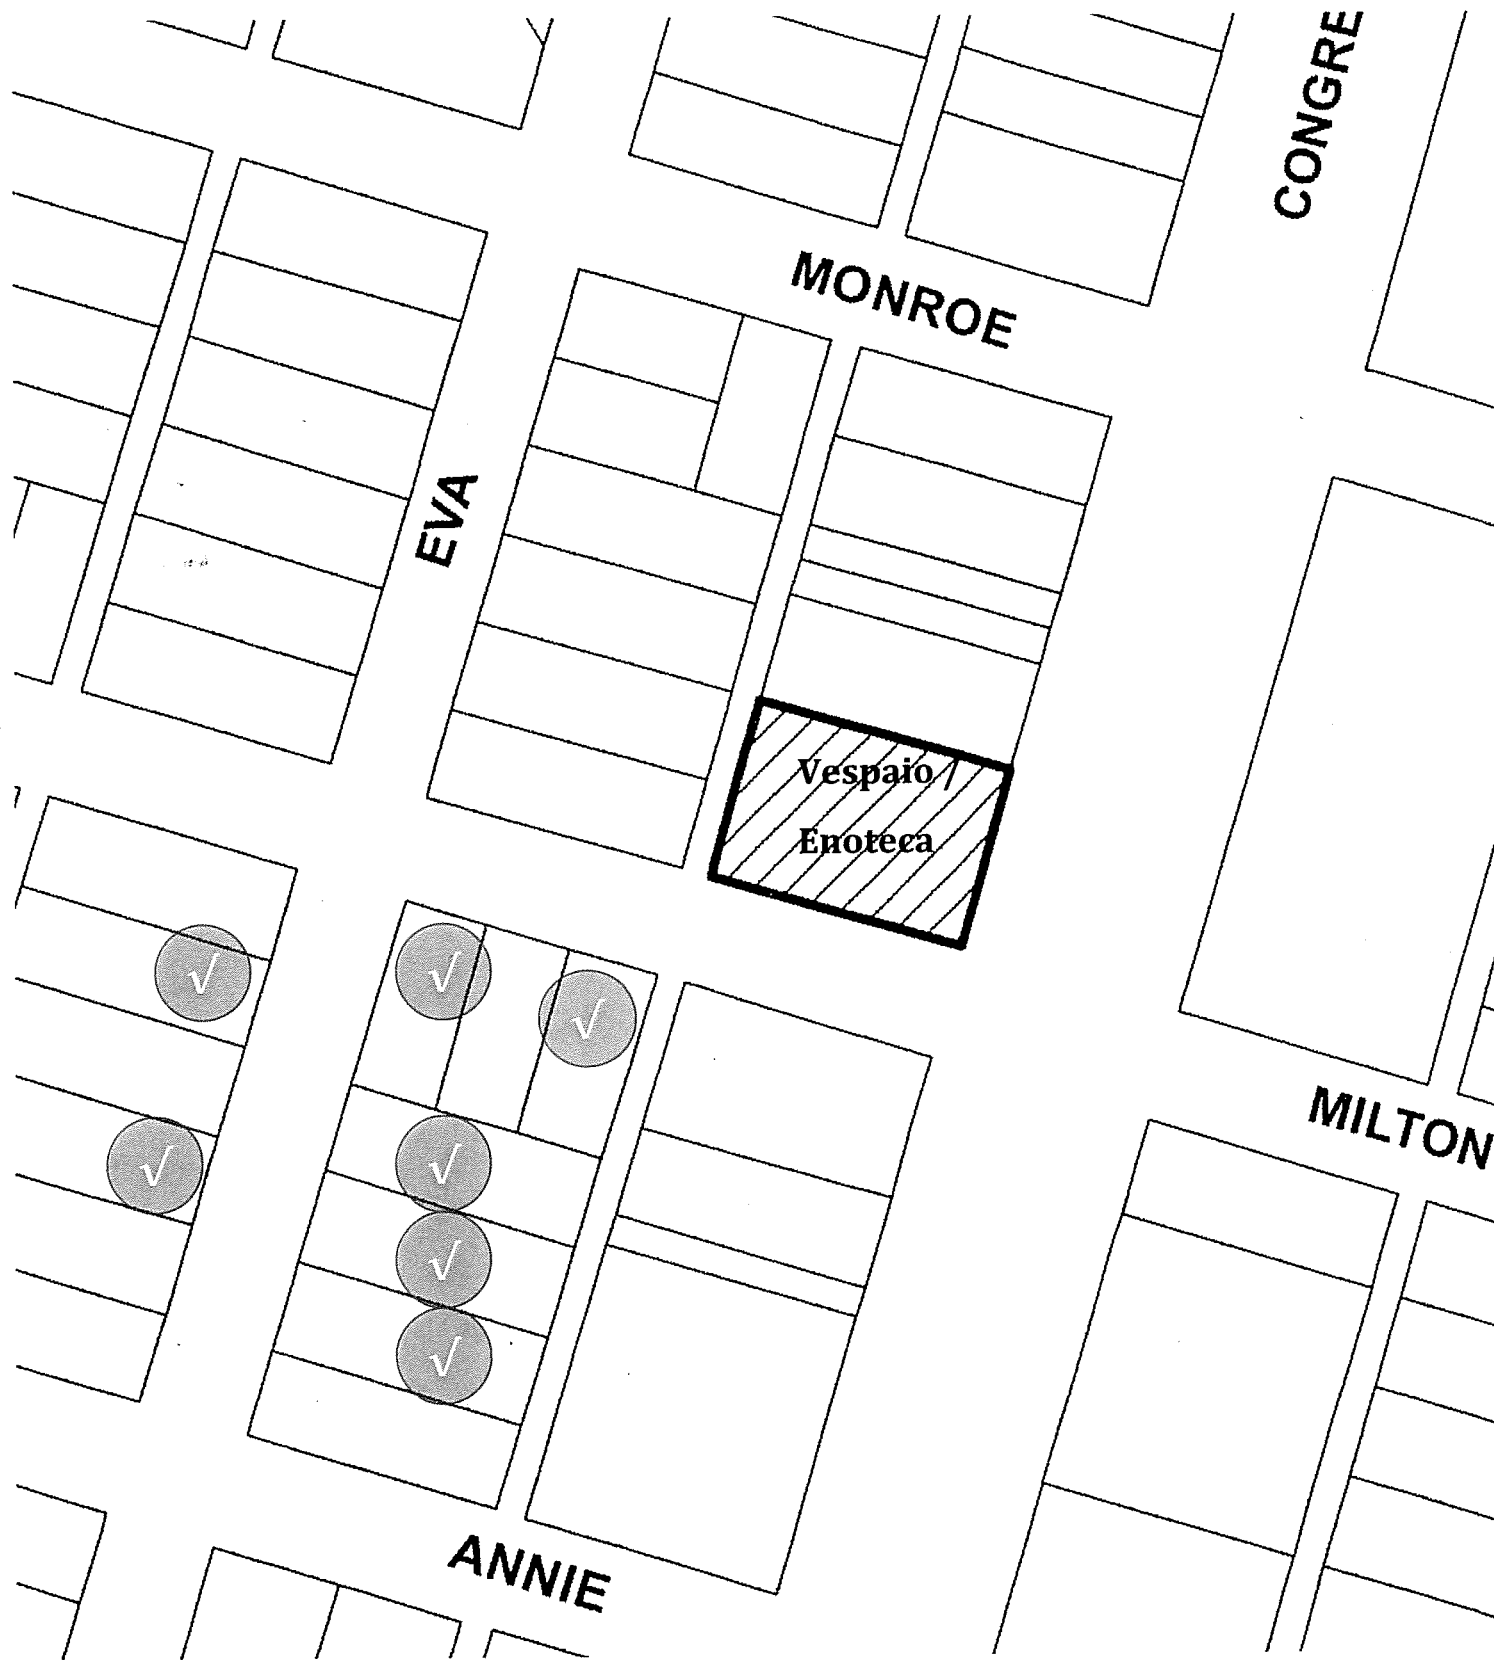 CONGRE
MONROE
EVA
Vespaio /
Enoteca
√
√
√
MILTON
√
√
√
√
ANNIE